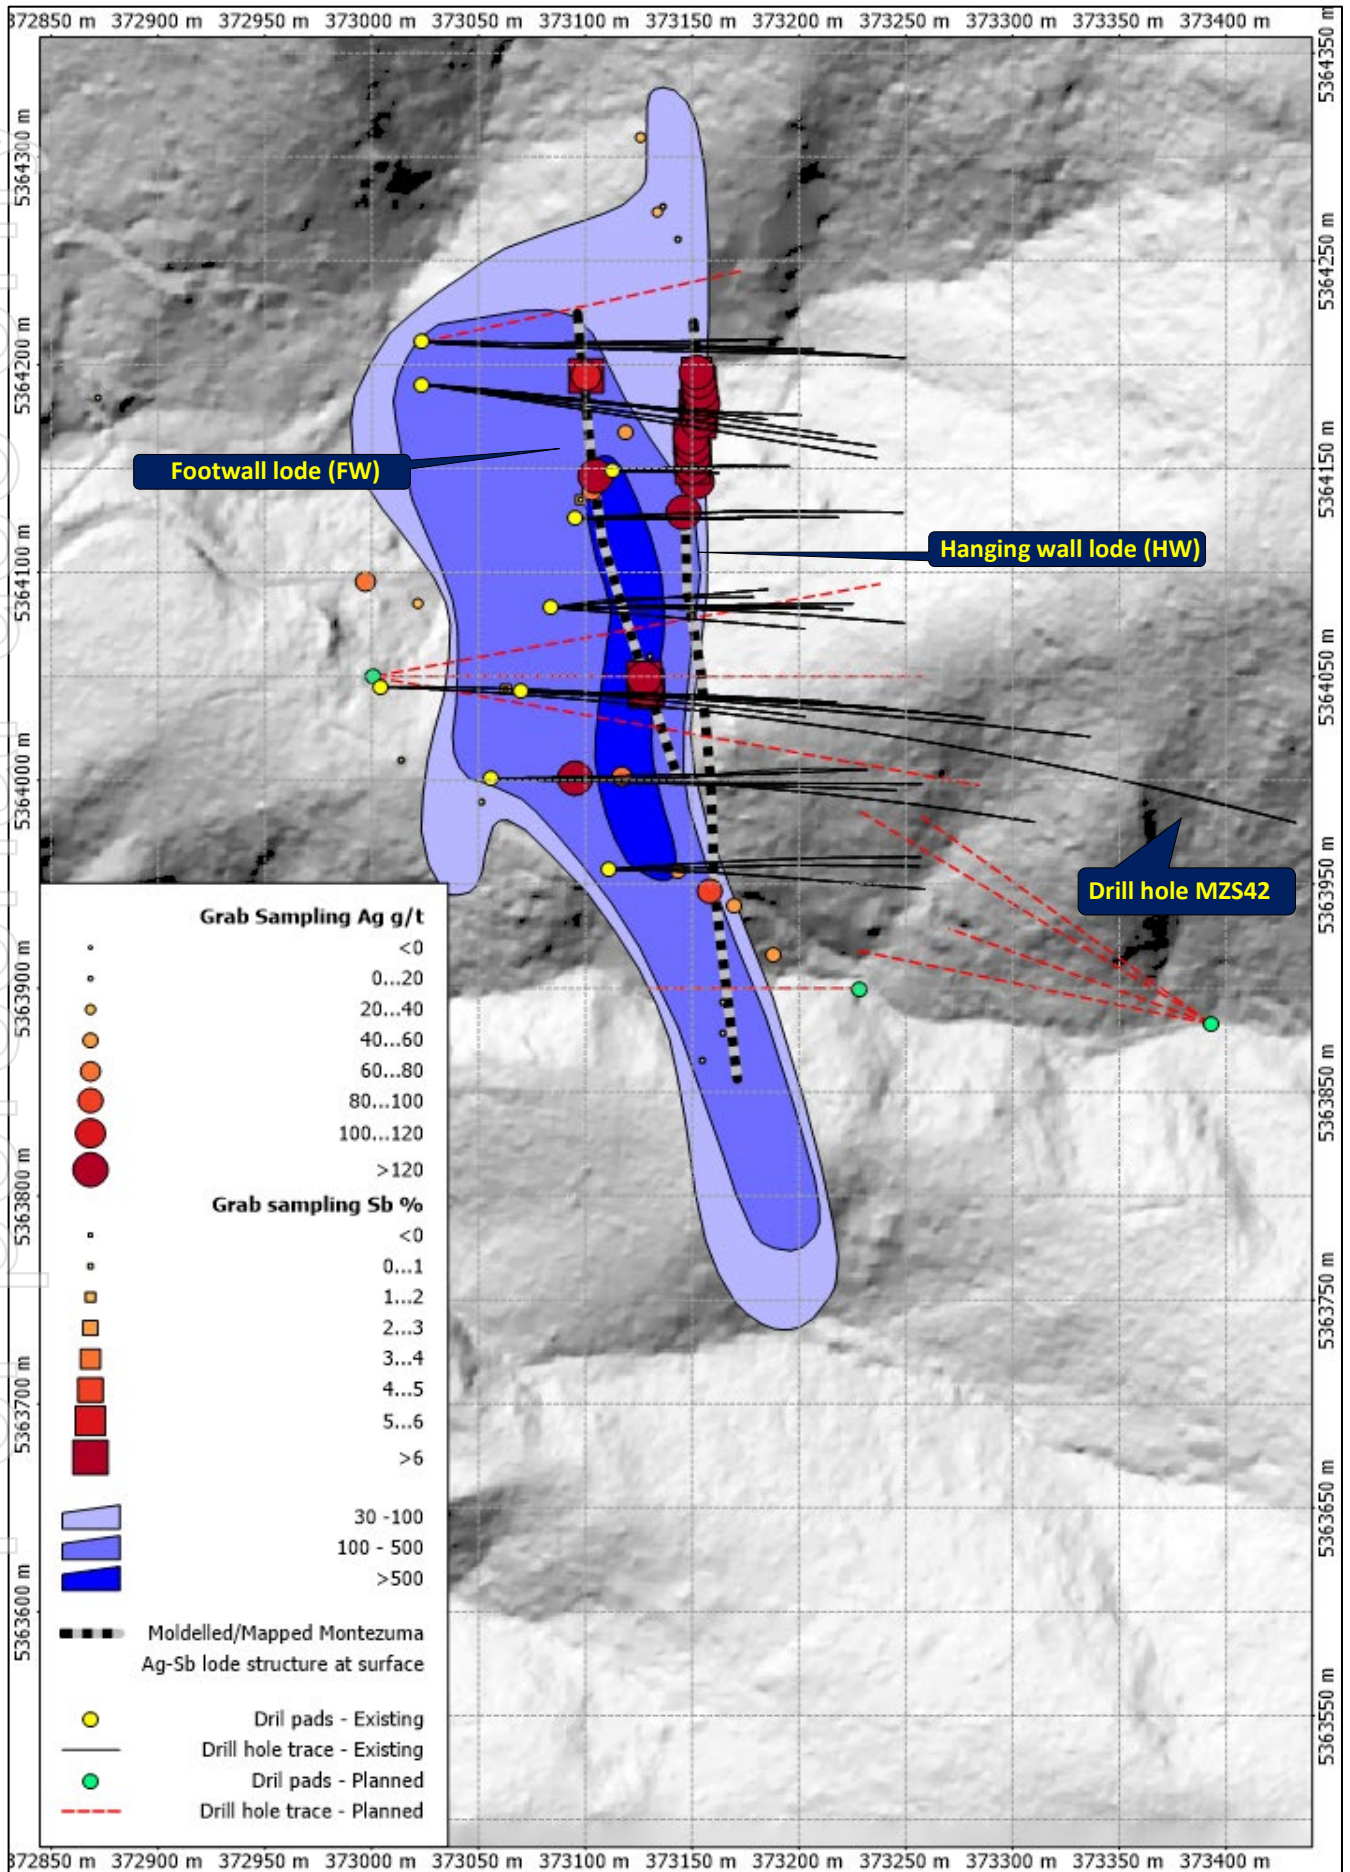 372850 m 372900 m 372950 m 373000 m 373050 m 373100 m 373150 m 373200 m 373250 m 373300 m 373350 m 373400 m
5364300 m
5364250 m
5364200 m
5364150 m
5364100 m
5364050 m
5364000 m
5363950 m
5363900 m
5363850 m
5363800 m
5363750 m
5363700 m
5363650 m
5363600 m
5363550 m
5364350 m
Footwall lode (FW)
Hanging wall lode (HW)
Drill hole MZS42
Grab Sampling Ag g/t
<0
0...20
20...40
40...60
60...80
80...100
100...120
>120
Grab sampling Sb %
<0
0...1
1...2
2...3
3...4
4...5
5...6
>6
30 -100
100 - 500
>500
Moldelled/Mapped Montezuma
Ag-Sb lode structure at surface
Dril pads - Existing
Drill hole trace - Existing
Dril pads - Planned
Drill hole trace - Planned
372850 m 372900 m 372950 m 373000 m 373050 m 373100 m 373150 m 373200 m 373250 m 373300 m 373350 m 373400 m